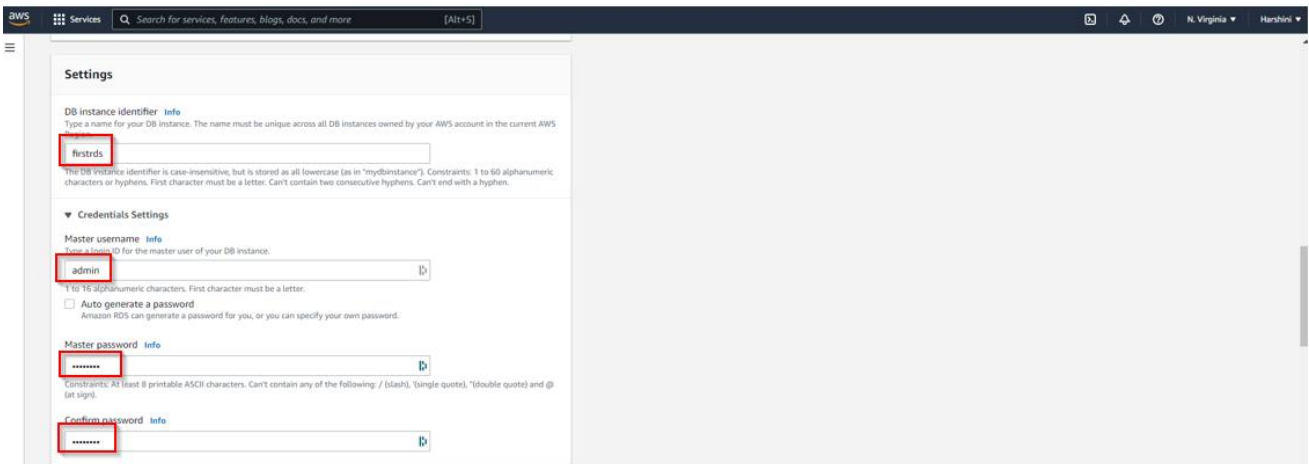 aws Services Search for services, features, blogs, docs, and more [Alt+S] N. Virginia ▼ Harshini ▼
Settings
DB instance identifier Info
Type a name for your DB instance. The name must be unique across all DB instances owned by your AWS account in the current AWS
Region.
firstrds
The DB instance identifier is case-insensitive, but is stored as all lowercase (as in "mydbinstance"). Constraints: 1 to 60 alphanumeric
characters or hyphens. First character must be a letter. Can't contain two consecutive hyphens. Can't end with a hyphen.
▼ Credentials Settings
Master username Info
Type a login ID for the master user of your DB instance.
admin
1 to 16 alphanumeric characters. First character must be a letter.
Auto generate a password
Amazon RDS can generate a password for you, or you can specify your own password.
Master password Info
••••••••
Constraints: At least 8 printable ASCII characters. Can't contain any of the following: / (slash), '(single quote), "(double quote) and @
(at sign).
Confirm password Info
••••••••